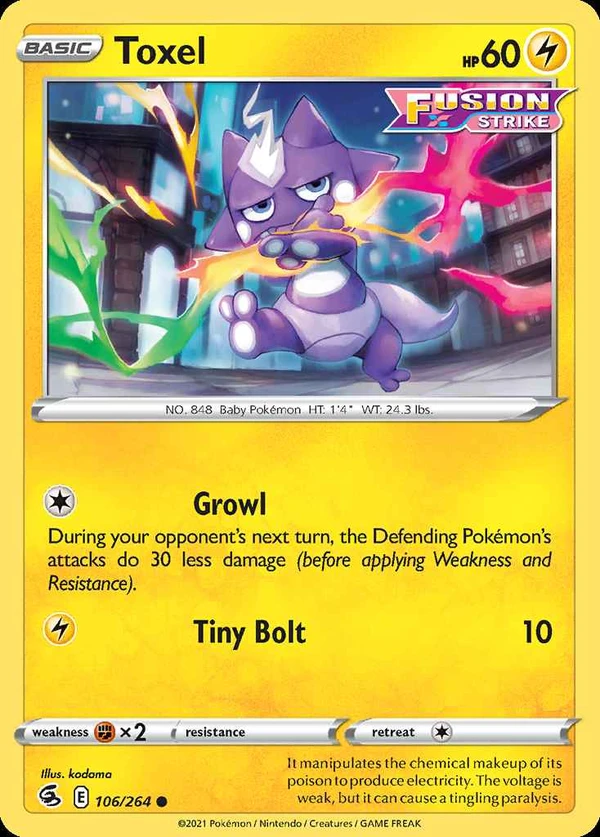 BASIC Toxel HP60
FUSION
STRIKE
NO. 848 Baby Pokémon HT: 1'4" WT: 24.3 lbs.
Growl
During your opponent's next turn, the Defending Pokémon's
attacks do 30 less damage (before applying Weakness and
Resistance).
Tiny Bolt 10
weakness ×2 resistance retreat
Illus. kodama
E 106/264
It manipulates the chemical makeup of its
poison to produce electricity. The voltage is
weak, but it can cause a tingling paralysis.
©2021 Pokémon / Nintendo / Creatures / GAME FREAK